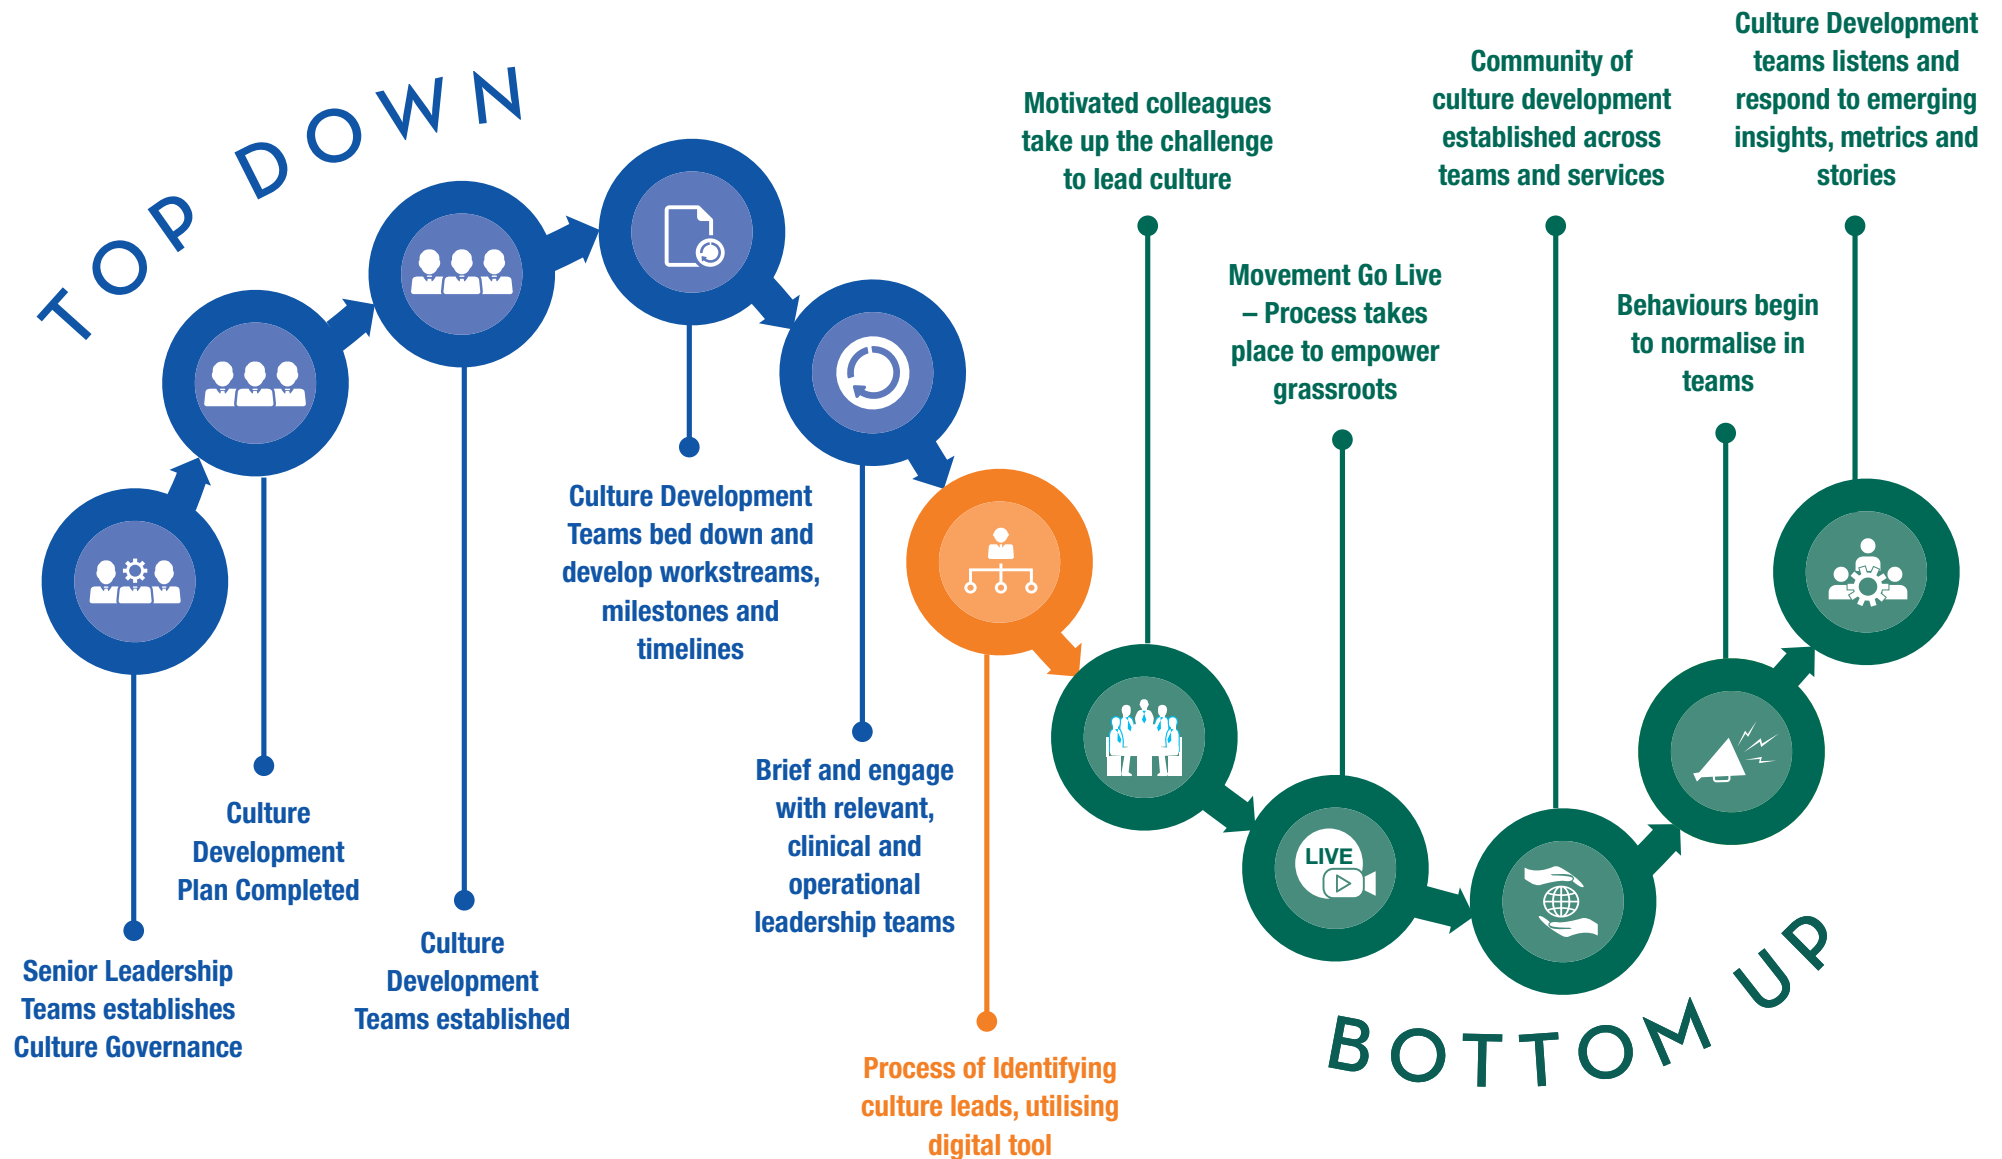 TOP DOWN
Senior Leadership
Teams establishes
Culture Governance
Culture
Development
Plan Completed
Culture
Development
Teams established
Culture Development
Teams bed down and
develop workstreams,
milestones and
timelines
Brief and engage
with relevant,
clinical and
operational
leadership teams
Process of Identifying
culture leads, utilising
digital tool
Motivated colleagues
take up the challenge
to lead culture
Movement Go Live
– Process takes
place to empower
grassroots
LIVE
Community of
culture development
established across
teams and services
Behaviours begin
to normalise in
teams
Culture Development
teams listens and
respond to emerging
insights, metrics and
stories
BOTTOM UP